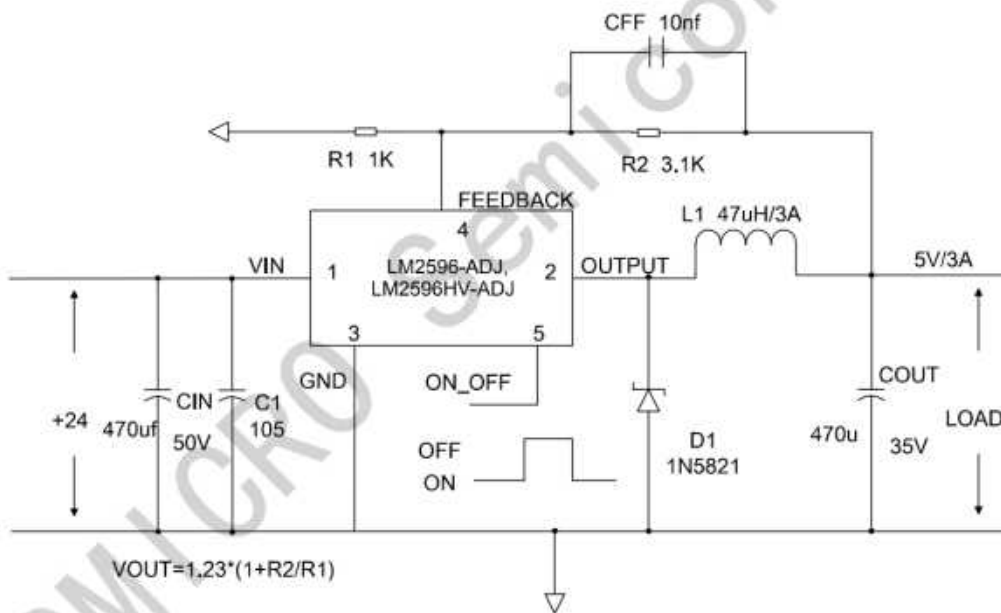 CFF 10nf
R1 1K
R2 3.1K
FEEDBACK
4
L1 47uH/3A
VIN
1
LM2596-ADJ,
LM2596HV-ADJ
2
OUTPUT
5V/3A
3
5
GND
ON_OFF
+24
470uf
CIN
50V
C1
105
OFF
ON
D1
1N5821
COUT
470u
35V
LOAD
VOUT=1.23*(1+R2/R1)
MICRO Semicon